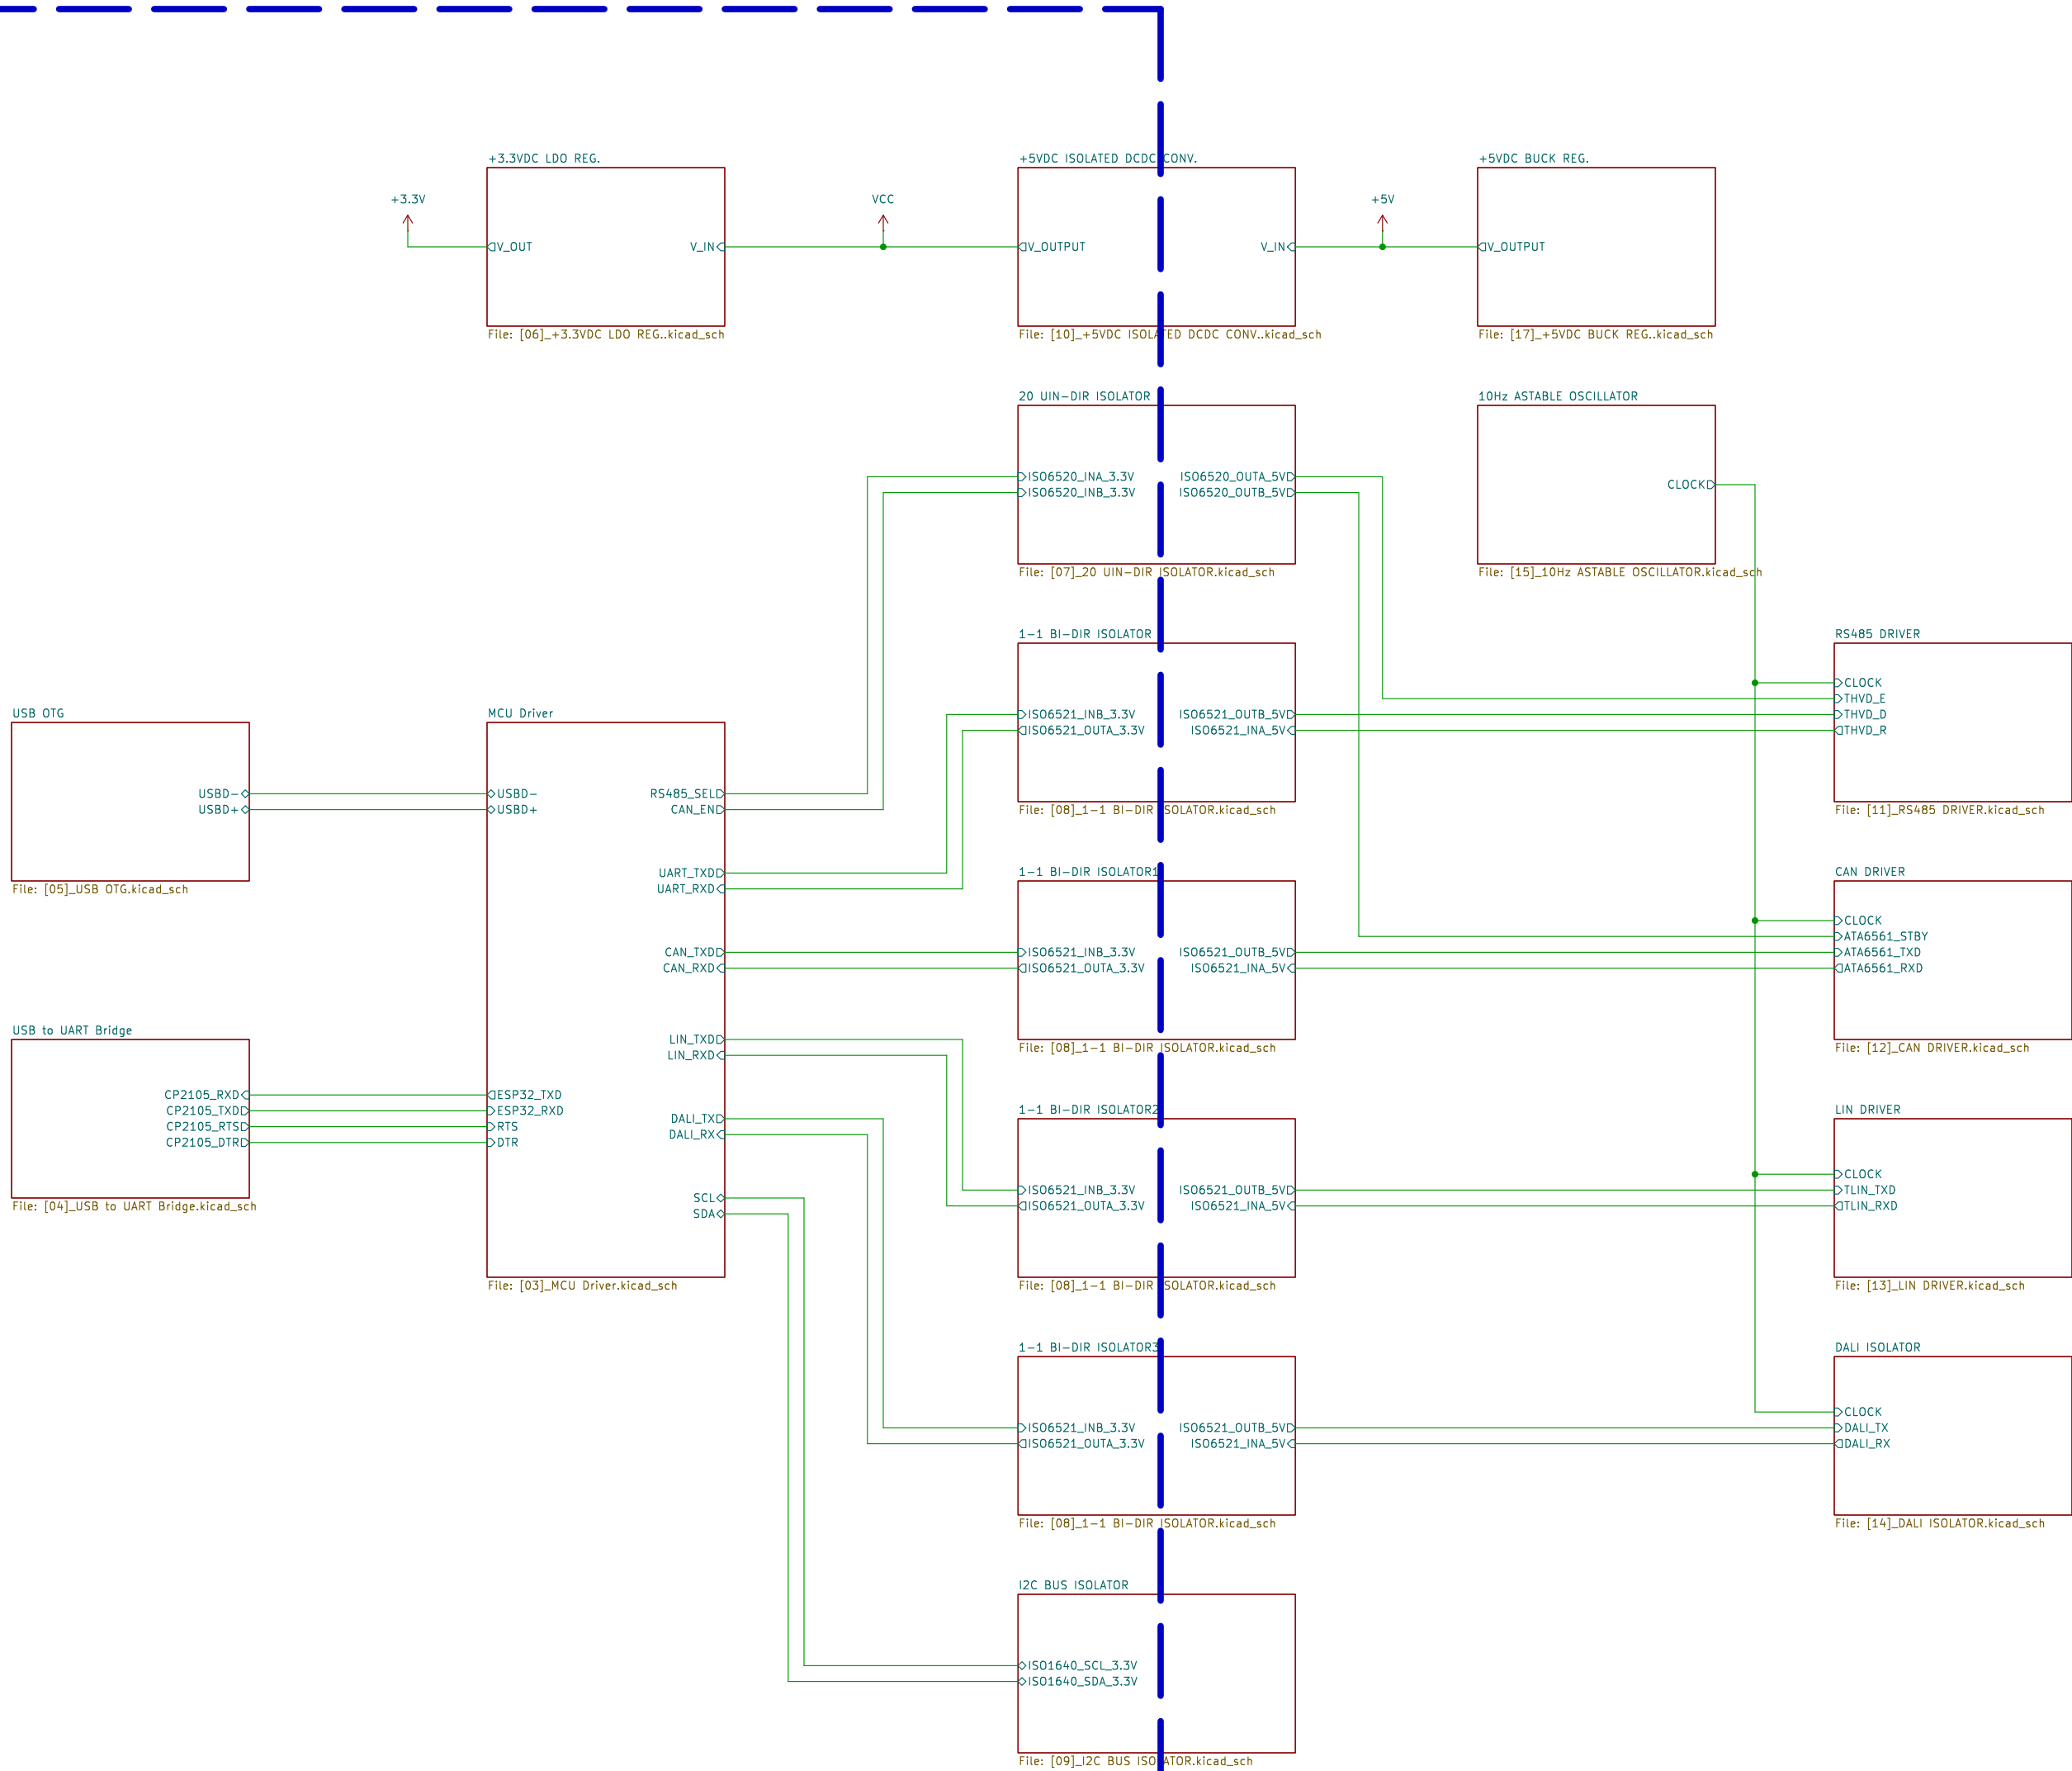 +3.3VDC LDO REG.
+3.3V
V_OUT
V_IN
File: [06]_+3.3VDC LDO REG..kicad_sch
VCC
+5VDC ISOLATED DCDC CONV.
V_OUTPUT
V_IN
File: [10]_+5VDC ISOLATED DCDC CONV..kicad_sch
+5V
+5VDC BUCK REG.
V_OUTPUT
File: [17]_+5VDC BUCK REG..kicad_sch
20 UIN-DIR ISOLATOR
ISO6520_INA_3.3V
ISO6520_INB_3.3V
ISO6520_OUTA_5V
ISO6520_OUTB_5V
File: [07]_20 UIN-DIR ISOLATOR.kicad_sch
10Hz ASTABLE OSCILLATOR
CLOCK
File: [15]_10Hz ASTABLE OSCILLATOR.kicad_sch
1-1 BI-DIR ISOLATOR
ISO6521_INB_3.3V
ISO6521_OUTA_3.3V
ISO6521_OUTB_5V
ISO6521_INA_5V
File: [08]_1-1 BI-DIR ISOLATOR.kicad_sch
RS485 DRIVER
CLOCK
THVD_E
THVD_D
THVD_R
File: [11]_RS485 DRIVER.kicad_sch
USB OTG
USBD-
USBD+
File: [05]_USB OTG.kicad_sch
MCU Driver
USBD-
USBD+
RS485_SEL
CAN_EN
UART_TXD
UART_RXD
CAN_TXD
CAN_RXD
LIN_TXD
LIN_RXD
ESP32_TXD
ESP32_RXD
RTS
DTR
DALI_TX
DALI_RX
SCL
SDA
File: [03]_MCU Driver.kicad_sch
1-1 BI-DIR ISOLATOR1
ISO6521_INB_3.3V
ISO6521_OUTA_3.3V
ISO6521_OUTB_5V
ISO6521_INA_5V
File: [08]_1-1 BI-DIR ISOLATOR.kicad_sch
CAN DRIVER
CLOCK
ATA6561_STBY
ATA6561_TXD
ATA6561_RXD
File: [12]_CAN DRIVER.kicad_sch
USB to UART Bridge
CP2105_RXD
CP2105_TXD
CP2105_RTS
CP2105_DTR
File: [04]_USB to UART Bridge.kicad_sch
1-1 BI-DIR ISOLATOR2
ISO6521_INB_3.3V
ISO6521_OUTA_3.3V
ISO6521_OUTB_5V
ISO6521_INA_5V
File: [08]_1-1 BI-DIR ISOLATOR.kicad_sch
LIN DRIVER
CLOCK
TLIN_TXD
TLIN_RXD
File: [13]_LIN DRIVER.kicad_sch
1-1 BI-DIR ISOLATOR3
ISO6521_INB_3.3V
ISO6521_OUTA_3.3V
ISO6521_OUTB_5V
ISO6521_INA_5V
File: [08]_1-1 BI-DIR ISOLATOR.kicad_sch
DALI ISOLATOR
CLOCK
DALI_TX
DALI_RX
File: [14]_DALI ISOLATOR.kicad_sch
I2C BUS ISOLATOR
ISO1640_SCL_3.3V
ISO1640_SDA_3.3V
File: [09]_I2C BUS ISOLATOR.kicad_sch